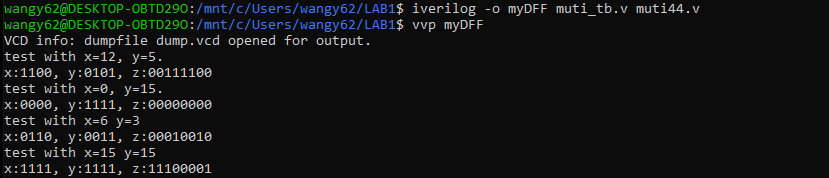 wangy62@DESKTOP-OBTD29O:/mnt/c/Users/wangy62/LAB1$ iverilog -o myDFF muti_tb.v muti44.v
wangy62@DESKTOP-OBTD29O:/mnt/c/Users/wangy62/LAB1$ vvp myDFF
VCD info: dumpfile dump.vcd opened for output.
test with x=12, y=5.
x:1100, y:0101, z:00111100
test with x=0, y=15.
x:0000, y:1111, z:00000000
test with x=6 y=3
x:0110, y:0011, z:00010010
test with x=15 y=15
x:1111, y:1111, z:11100001